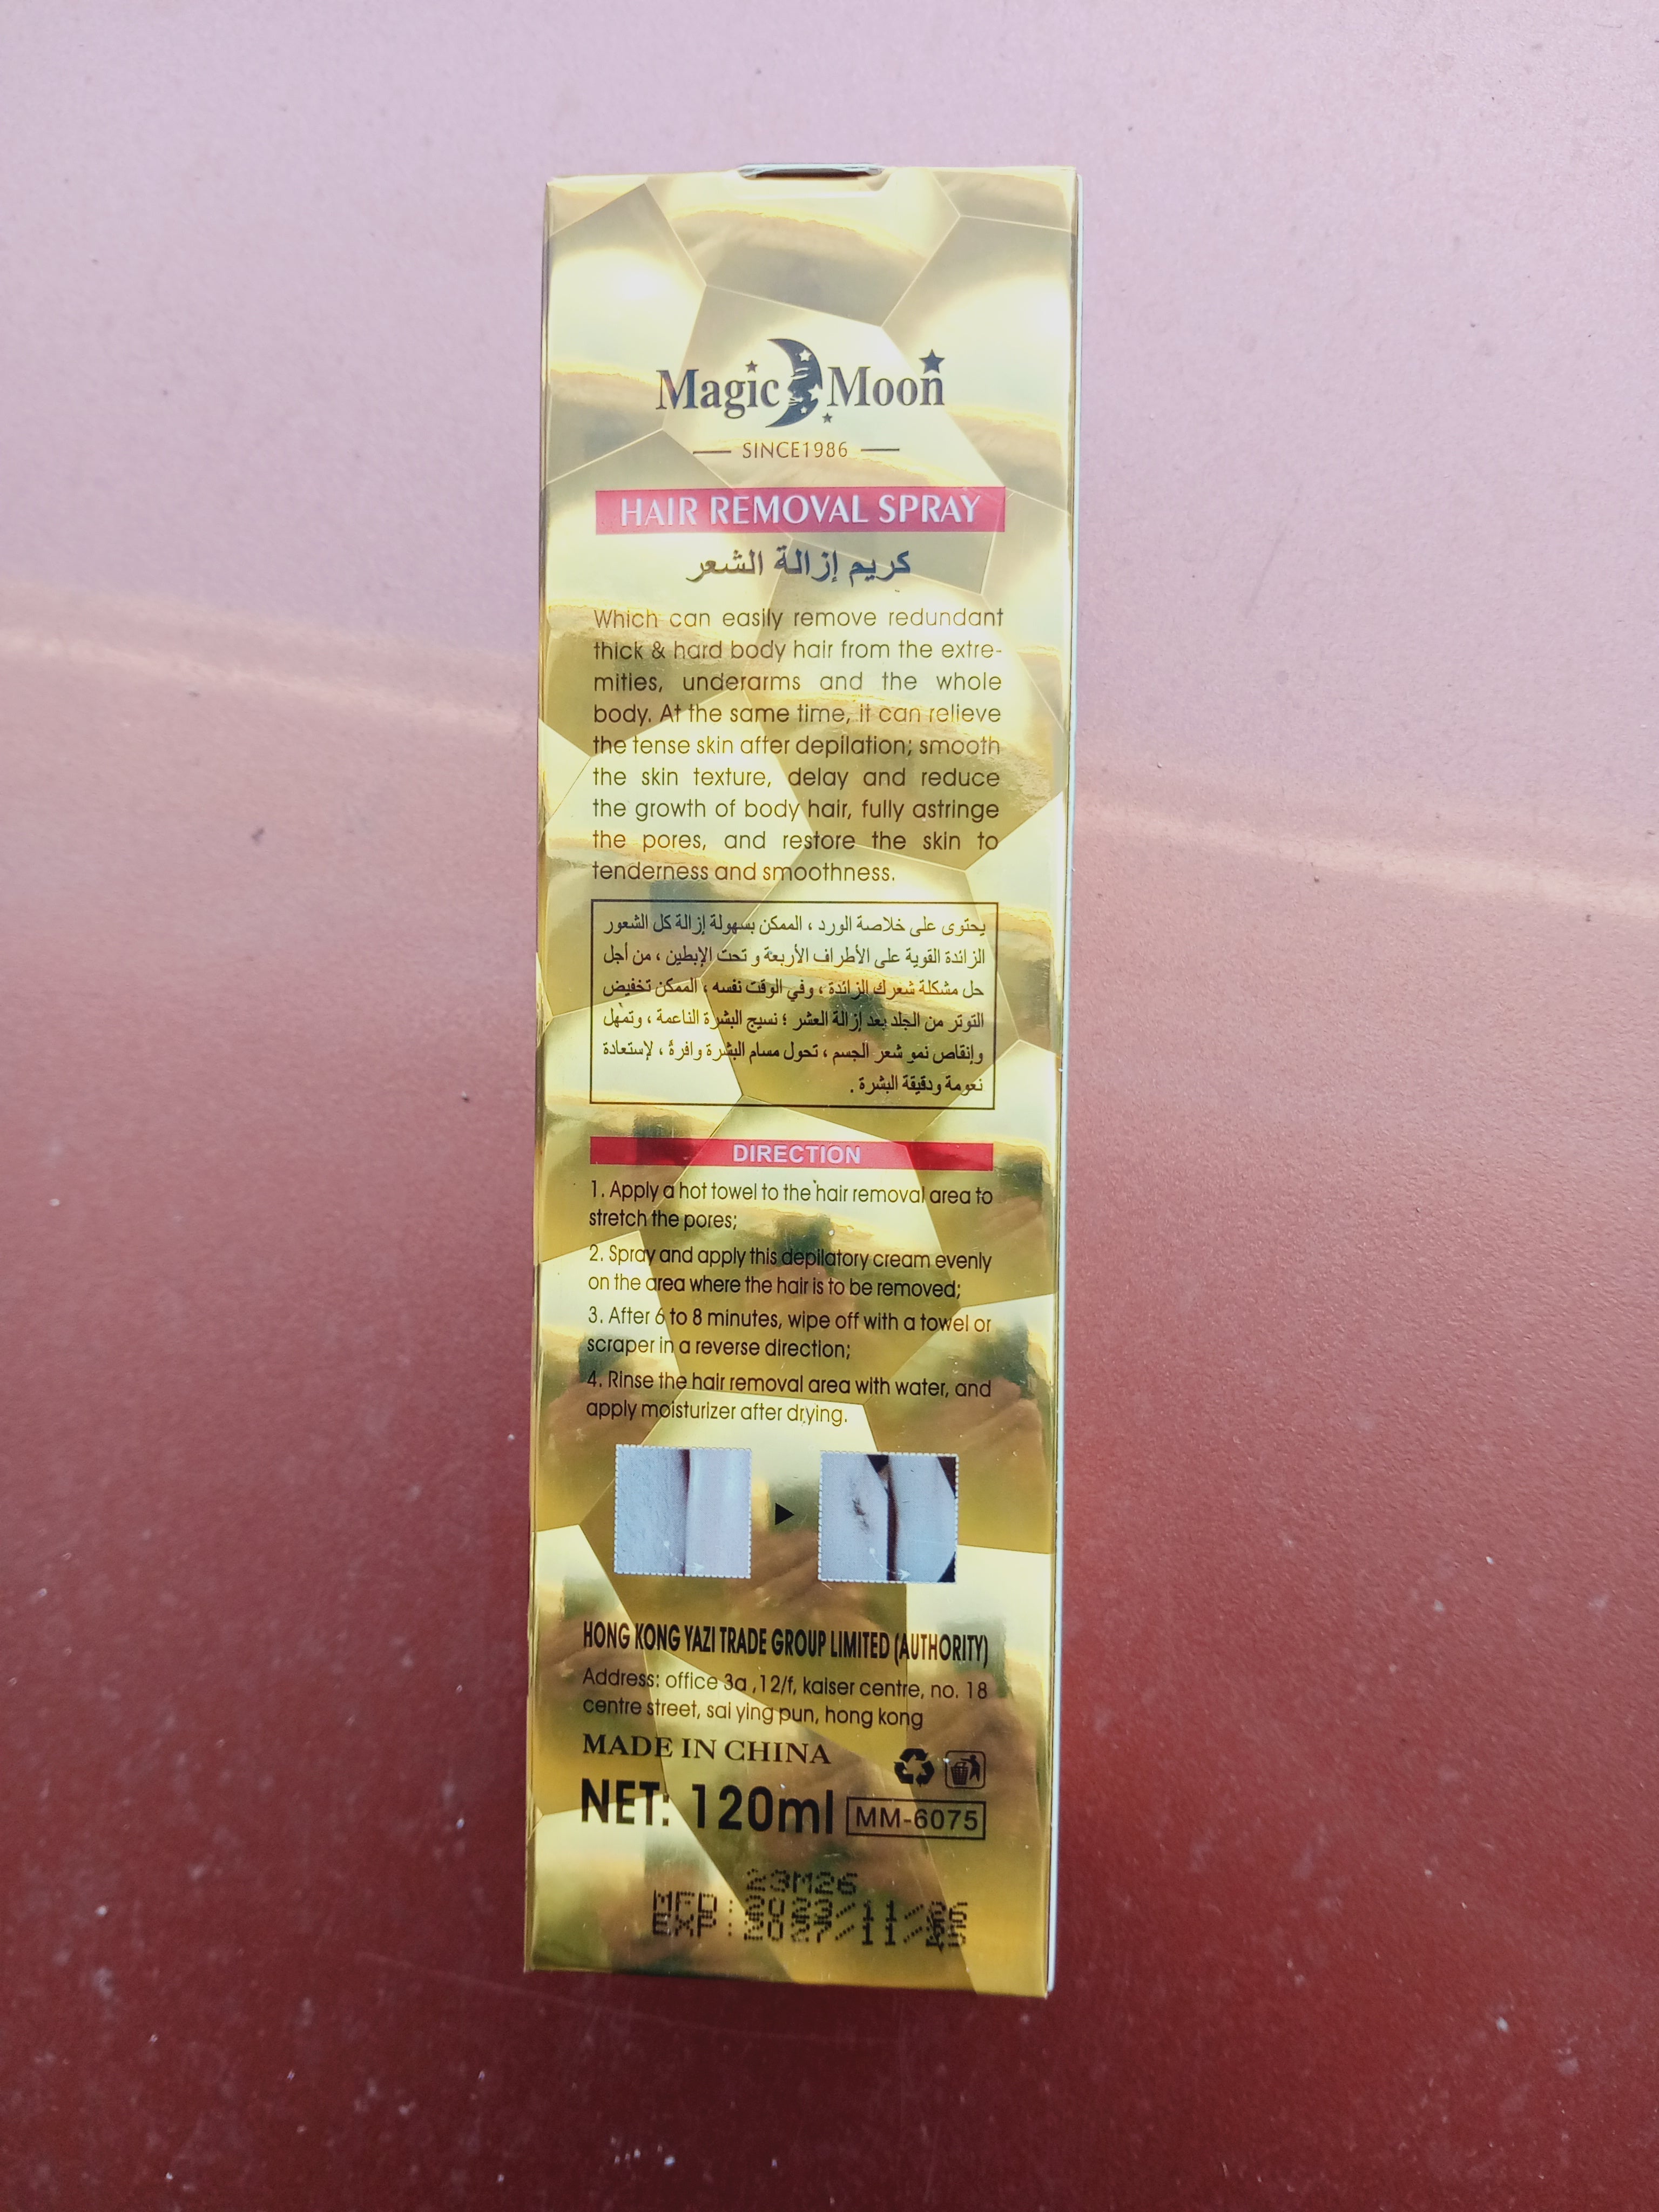 Magic Moon
SINCE1986
HAIR REMOVAL SPRAY
كريم إزالة الشعر
Which can easily remove redundant
thick & hard body hair from the extre-
mities, underarms and the whole
body. At the same time, it can relieve
the tense skin after depilation; smooth
the skin texture, delay and reduce
the growth of body hair, fully astringe
the pores, and restore the skin to
tenderness and smoothness.
يحتوى على خلاصة الورد ، الممكن بسهولة إزالة كل الشعور
الزائدة القوية على الأطراف الأربعة و تحت الإبطين ، من أجل
حل مشكلة شعرك الزائدة ، وفي الوقت نفسه ، الممكن تخفيض
التوتر من الجلد بعد إزالة العشر ؛ نسيج البشرة الناعمة ، وتمهل
وإنقاص نمو شعر الجسم ، تحول مسام البشرة وافرة ، لإستعادة
نعومة ودقيقة البشرة .
DIRECTION
1. Apply a hot towel to the hair removal area to
stretch the pores;
2. Spray and apply this depilatory cream evenly
on the area where the hair is to be removed;
3. After 6 to 8 minutes, wipe off with a towel or
scraper in a reverse direction;
4. Rinse the hair removal area with water, and
apply moisturizer after drying.
HONG KONG YAZI TRADE GROUP LIMITED (AUTHORITY)
Address: office 3a ,12/f, kaiser centre, no. 18
centre street, sai ying pun, hong kong
MADE IN CHINA
NET: 120ml MM-6075
23M26
MFD:2023/11/26
EXP:2027/11/25